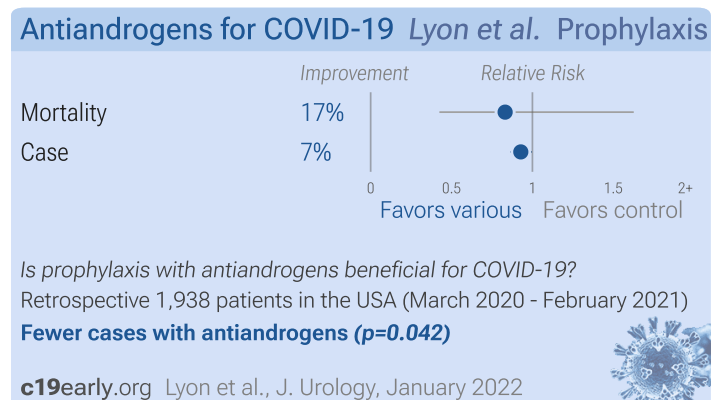 Antiandrogens for COVID-19 Lyon et al. Prophylaxis
Improvement Relative Risk
Mortality 17%
Case 7%
0 0.5 1 1.5 2+
Favors various Favors control
Is prophylaxis with antiandrogens beneficial for COVID-19?
Retrospective 1,938 patients in the USA (March 2020 - February 2021)
Fewer cases with antiandrogens (p=0.042)
c19early.org Lyon et al., J. Urology, January 2022